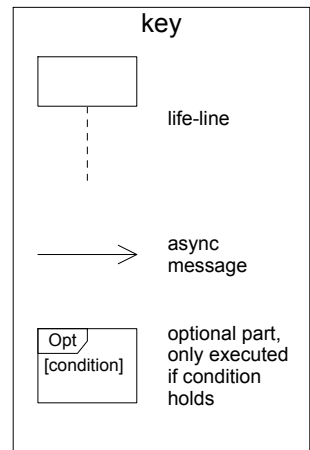 key
life-line
async
message
Opt
[condition]
optional part,
only executed
if condition
holds